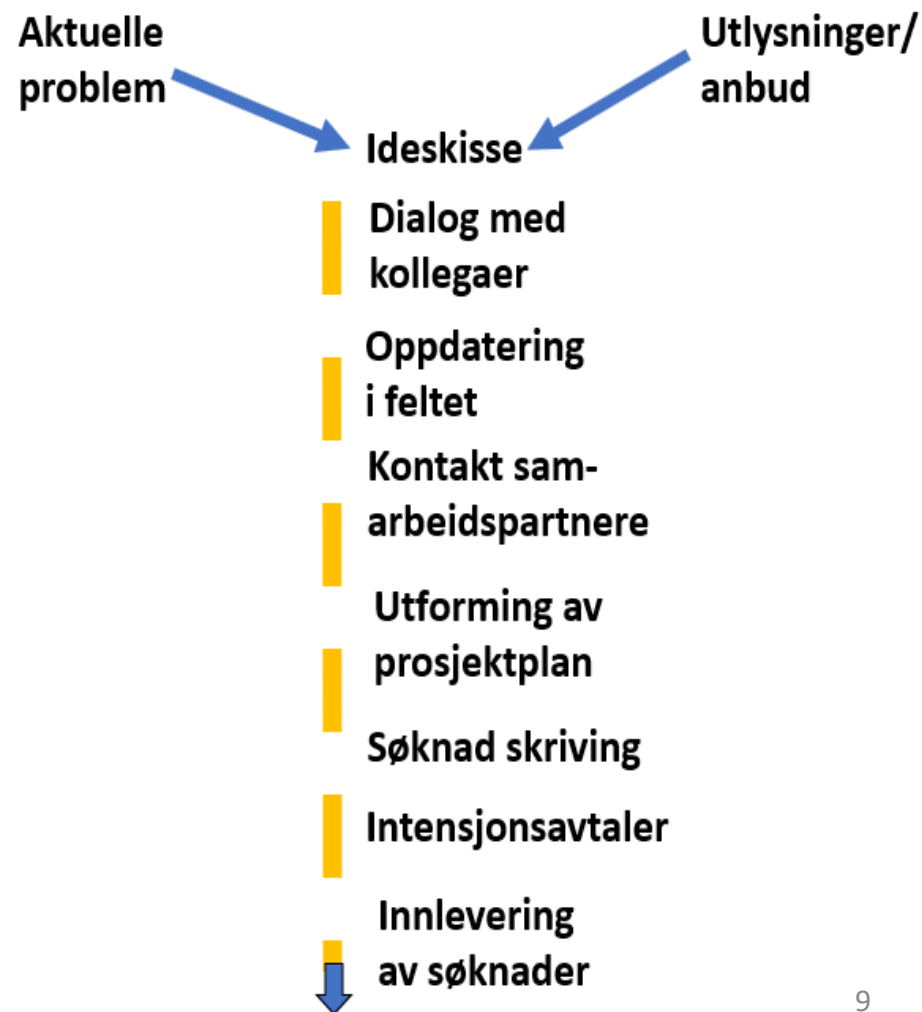 Aktuelle
problem
Utlysninger/
anbud
Ideskisse
Dialog med
kollegaer
Oppdatering
i feltet
Kontakt sam-
arbeidspartnere
Utforming av
prosjektplan
Søknad skriving
Intensjonsavtaler
Innlevering
av søknader
9